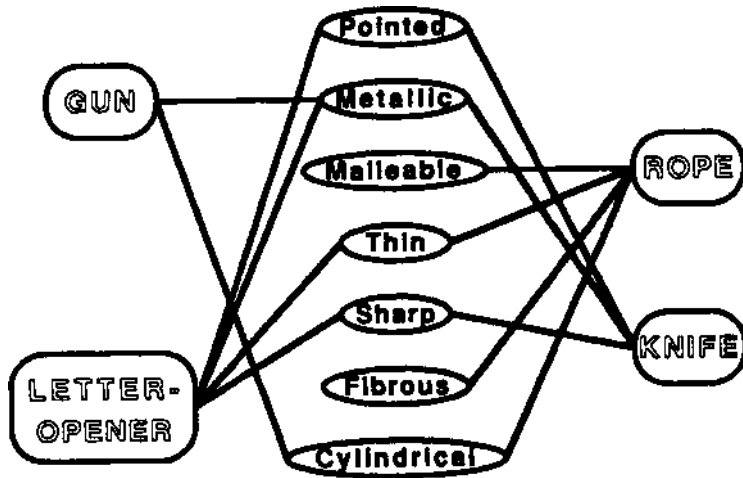 Pointed
GUN
Metallic
Malleable
ROPE
Thin
Sharp
KNIFE
LETTER-
OPENER
Fibrous
Cylindrical